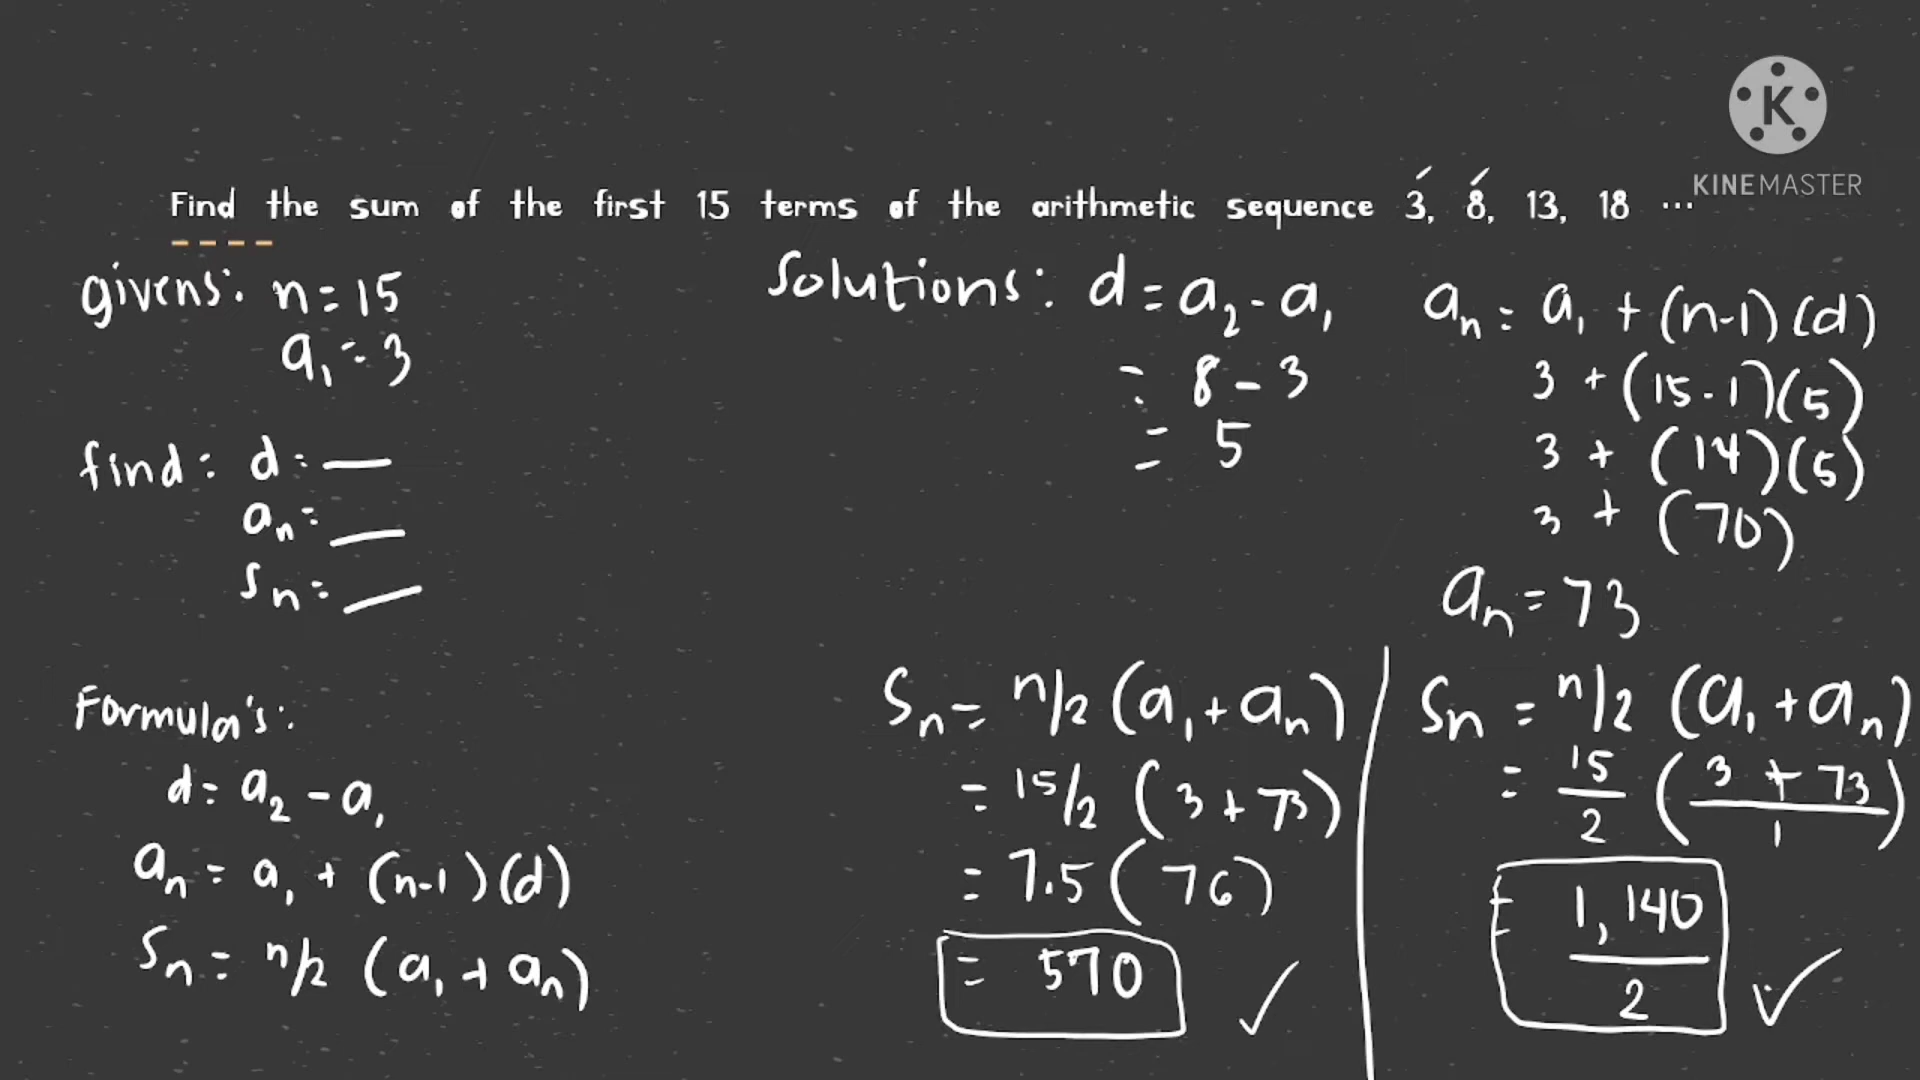 KINEMASTER
Find the sum of the first 15 terms of the arithmetic sequence 3, 8, 13, 18 ...
givens: n = 15
a₁ = 3
find: d = __
aₙ = __
Sₙ = __
Formula's:
d = a₂ - a₁
aₙ = a₁ + (n-1)(d)
Sₙ = n/2 (a₁ + aₙ)
Solutions: d = a₂ - a₁
= 8 - 3
= 5
aₙ = a₁ + (n-1)(d)
3 + (15-1)(5)
3 + (14)(5)
3 + (70)
aₙ = 73
Sₙ = n/2 (a₁ + aₙ)
= 15/2 (3 + 73)
= 7.5 (76)
= 570 ✓
Sₙ = n/2 (a₁ + aₙ)
= 15/2 (3 + 73/1)
= 1,140/2 ✓